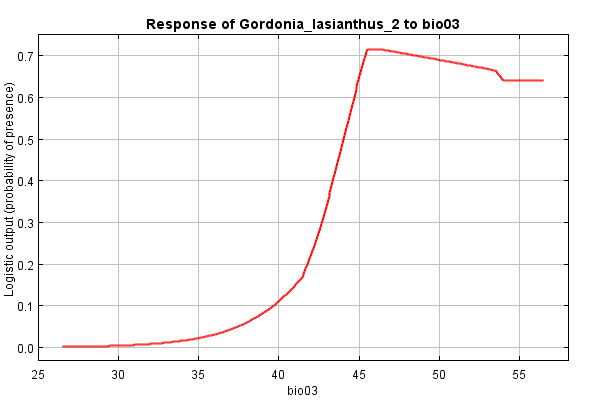 Response of Gordonia_lasianthus_2 to bio03
Logistic output (probability of presence)
0.7
0.6
0.5
0.4
0.3
0.2
0.1
0.0
25 30 35 40 45 50 55
bio03